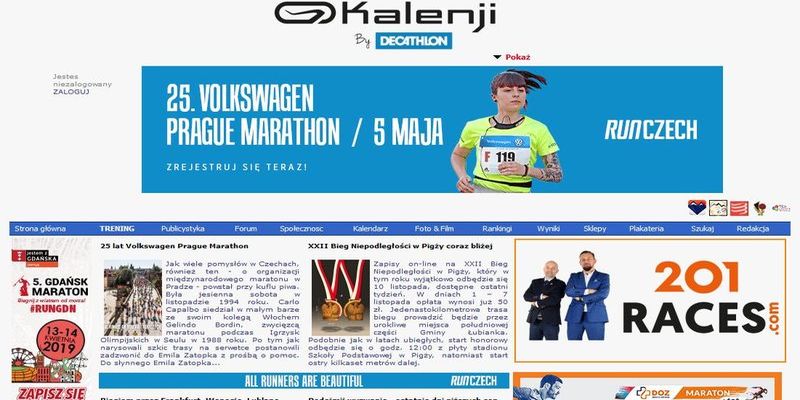 Kalenji
By DECATHLON
Pokaż
Jestes
niezalogowany
ZALOGUJ
25. VOLKSWAGEN
PRAGUE MARATHON / 5 MAJA
ZREJESTRUJ SIĘ TERAZ!
Volkswagen
F 119
RUNCZECH
Strona główna TRENING Publicystyka Forum Społecznosc Kalendarz Foto & Film Rankingi Wyniki Sklepy Plakateria Szukaj Redakcja
jestem z
GDAŃSKA
5. GDAŃSK
MARATON
Biegnij z wiatrem od morza!
#RUNGDN
13-14
KWIETNIA
2019
ZAPISZ SIĘ
25 lat Volkswagen Prague Marathon
Jak wiele pomysłów w Czechach,
również ten - o organizacji
międzynarodowego maratonu w
Pradze - powstał przy kuflu piwa.
Była jesienna sobota w
listopadzie 1994 roku. Carlo
Capalbo siedział w małym barze
ze swoim kolegą Włochem
Gelindo Bordin, zwycięzcą
maratonu podczas Igrzysk
Olimpijskich w Seulu w 1988 roku. Po tym jak
narysowali szkic trasy na serwetce postanowili
zadzwonić do Emila Zatopka z prośbą o pomoc.
Do słynnego Emila Zatopka...
XXII Bieg Niepodległości w Pigży coraz bliżej
Zapisy on-line na XXII Bieg
Niepodległości w Pigży, który w
tym roku wyjątkowo odbędzie się
10 listopada, dostępne ostatni
tydzień. W dniach 1 – 7
listopada opłata wynosi już 50
zł. Jedenastokilometrowa trasa
biegu prowadzić będzie przez
urokliwe miejsca południowej
części Gminy Łubianka.
Podobnie jak w latach ubiegłych, start honorowy
odbędzie się o godz. 12:00 z płyty stadionu
Szkoły Podstawowej w Pigży, natomiast start
ostry kilkaset metrów dalej.
201
RACES.com
ALL RUNNERS ARE BEAUTIFUL RUNCZECH
DOZ MARATON